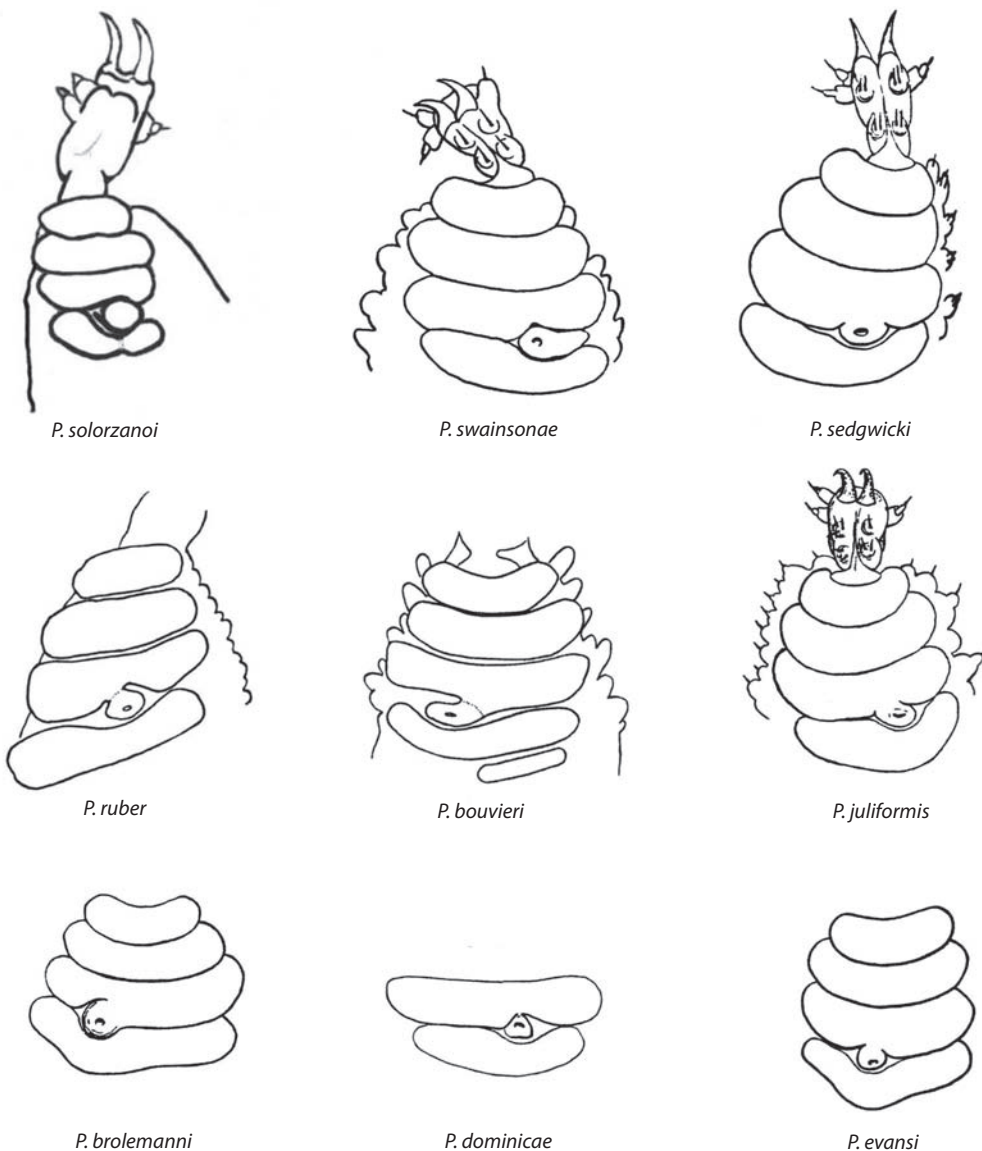 P. solorzanoi
P. swainsonae
P. sedgwicki
P. ruber
P. bouvieri
P. juliformis
P. brolemanni
P. dominicae
P. evansi